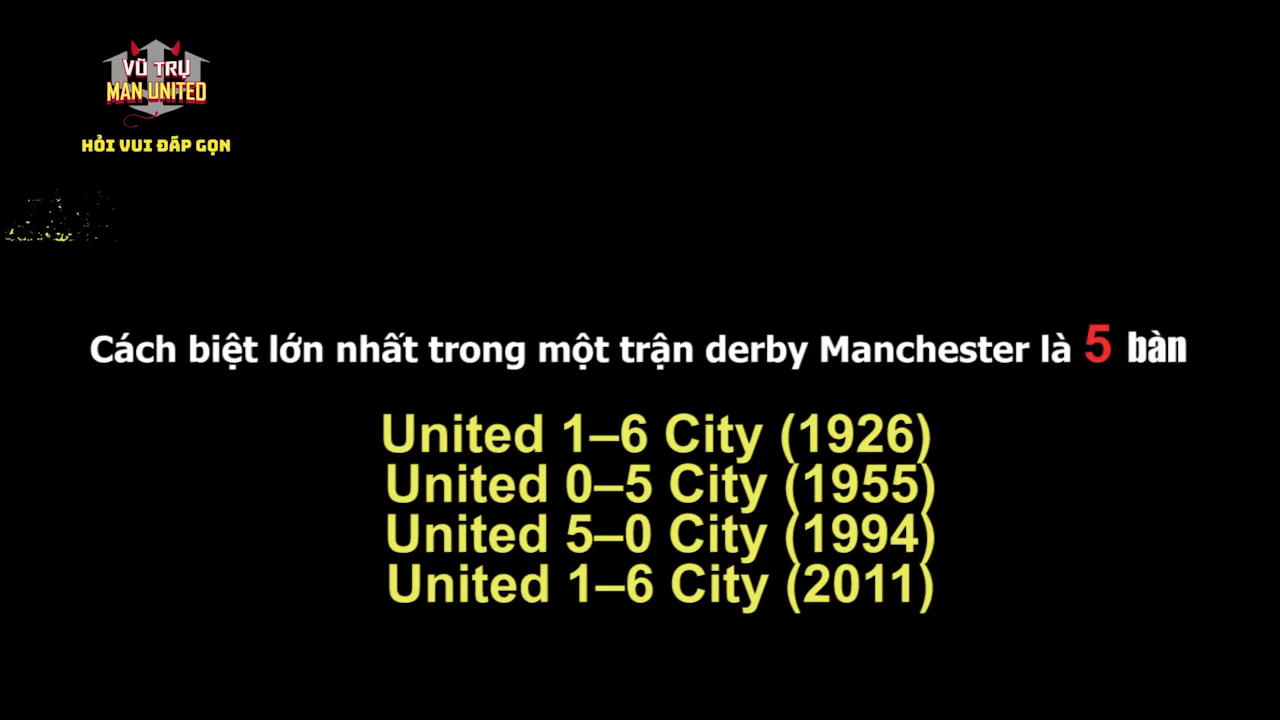 VŨ TRỤ
MAN UNITED
HỎI VUI ĐÁP GỌN
Cách biệt lớn nhất trong một trận derby Manchester là 5 bàn
United 1–6 City (1926)
United 0–5 City (1955)
United 5–0 City (1994)
United 1–6 City (2011)